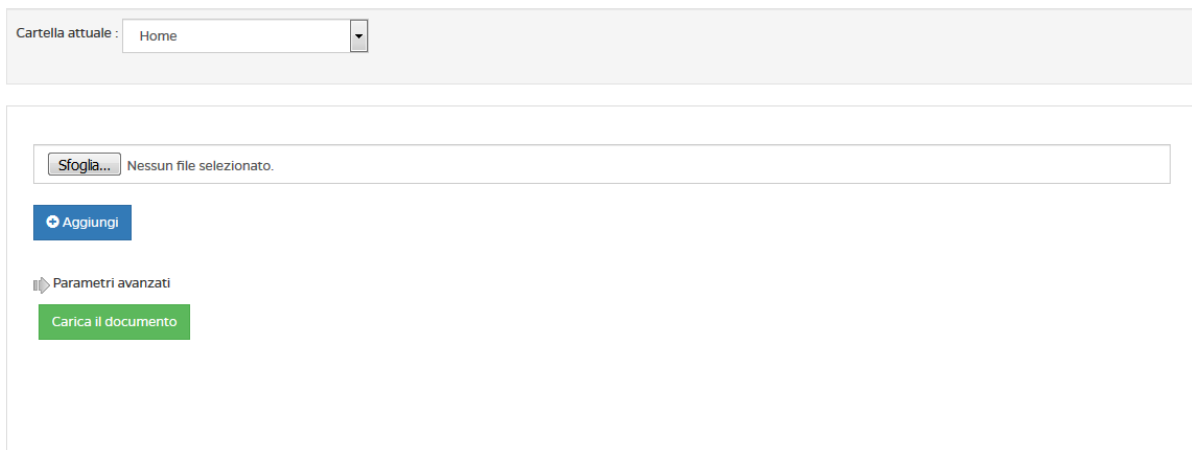 Cartella attuale : Home
Sfoglia... Nessun file selezionato.
Aggiungi
Parametri avanzati
Carica il documento